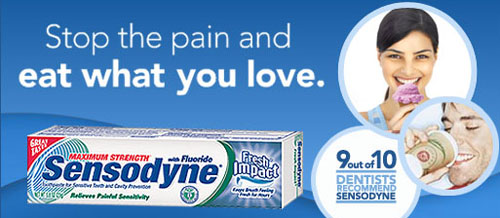 Stop the pain and
eat what you love.
GREAT TASTE!
MAXIMUM STRENGTH with Fluoride
Sensodyne
Fresh Impact
Toothpaste for Sensitive Teeth and Cavity Prevention
Relieves Painful Sensitivity
Keeps Breath Feeling
Fresh for Hours
9 out of 10
DENTISTS
RECOMMEND
SENSODYNE